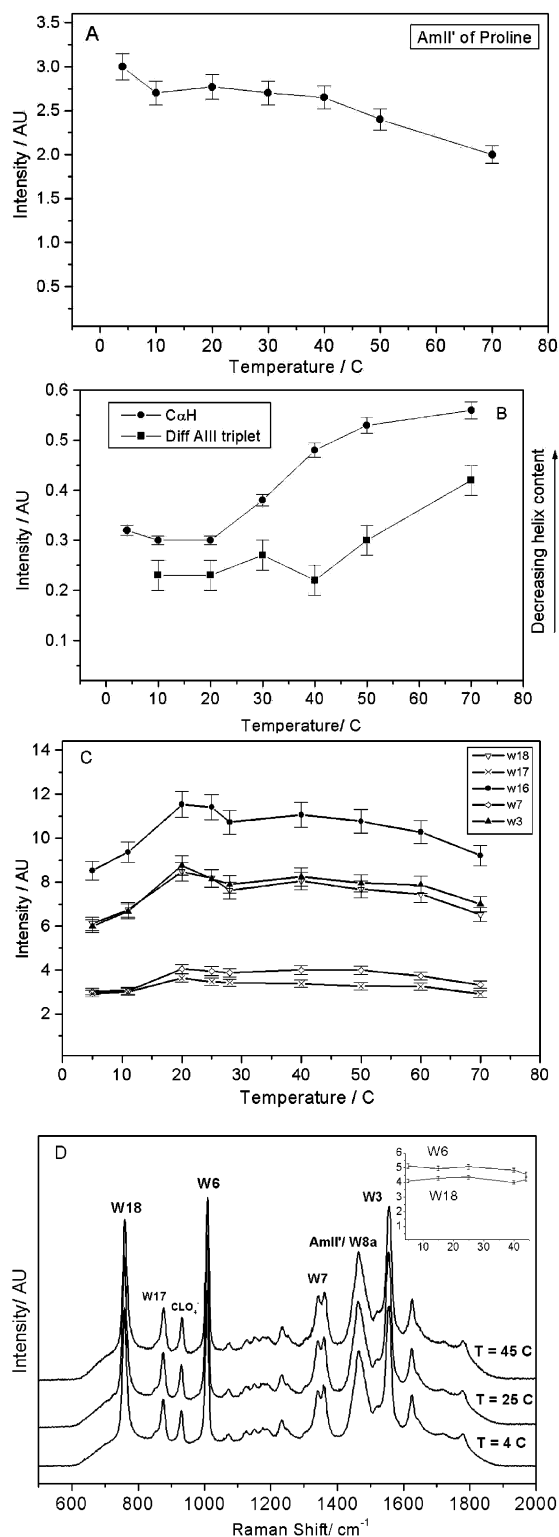 A
AmII' of Proline
3.5
3.0
2.5
2.0
1.5
1.0
0.5
Intensity / AU
0 10 20 30 40 50 60 70 80
Temperature / C
B
CαH
Diff AIII triplet
0.6
0.5
0.4
0.3
0.2
0.1
Intensity / AU
Decreasing helix content
0 10 20 30 40 50 60 70 80
Temperature/ C
C
w18
w17
w16
w7
w3
14
12
10
8
6
4
2
Intensity / AU
0 10 20 30 40 50 60 70 80
Temperature / C
D
6
5
4
3
2
1
W6
W18
10 20 30 40
W18
W17
CLO4-
W6
W7
AmII'/ W8a
W3
T = 45 C
T = 25 C
T = 4 C
Intensity/ AU
600 800 1000 1200 1400 1600 1800 2000
Raman Shift/ cm-1